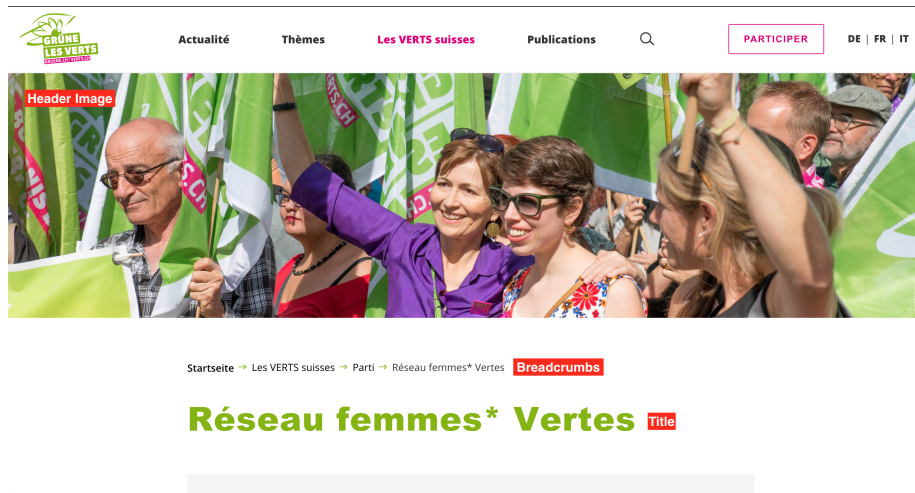 GRÜNE
LES VERTS
Actualité
Thèmes
Les VERTS suisses
Publications
PARTICIPER
DE | FR | IT
Header Image
Startseite → Les VERTS suisses → Parti → Réseau femmes* Vertes
Breadcrumbs
Réseau femmes* Vertes
Title